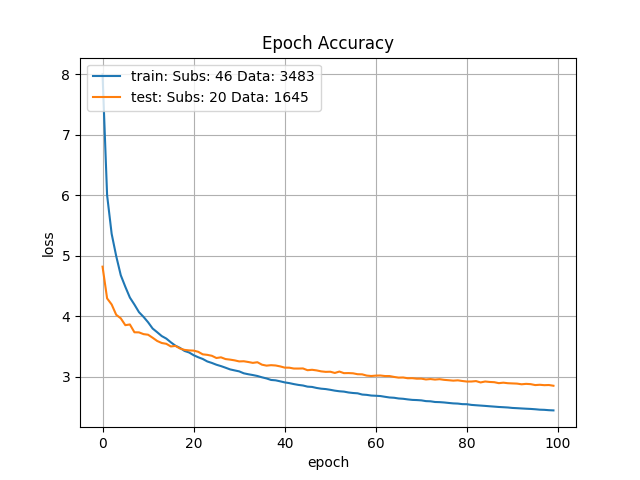 Epoch Accuracy
train: Subs: 46 Data: 3483
test: Subs: 20 Data: 1645
8
7
6
5
4
3
loss
0 20 40 60 80 100
epoch